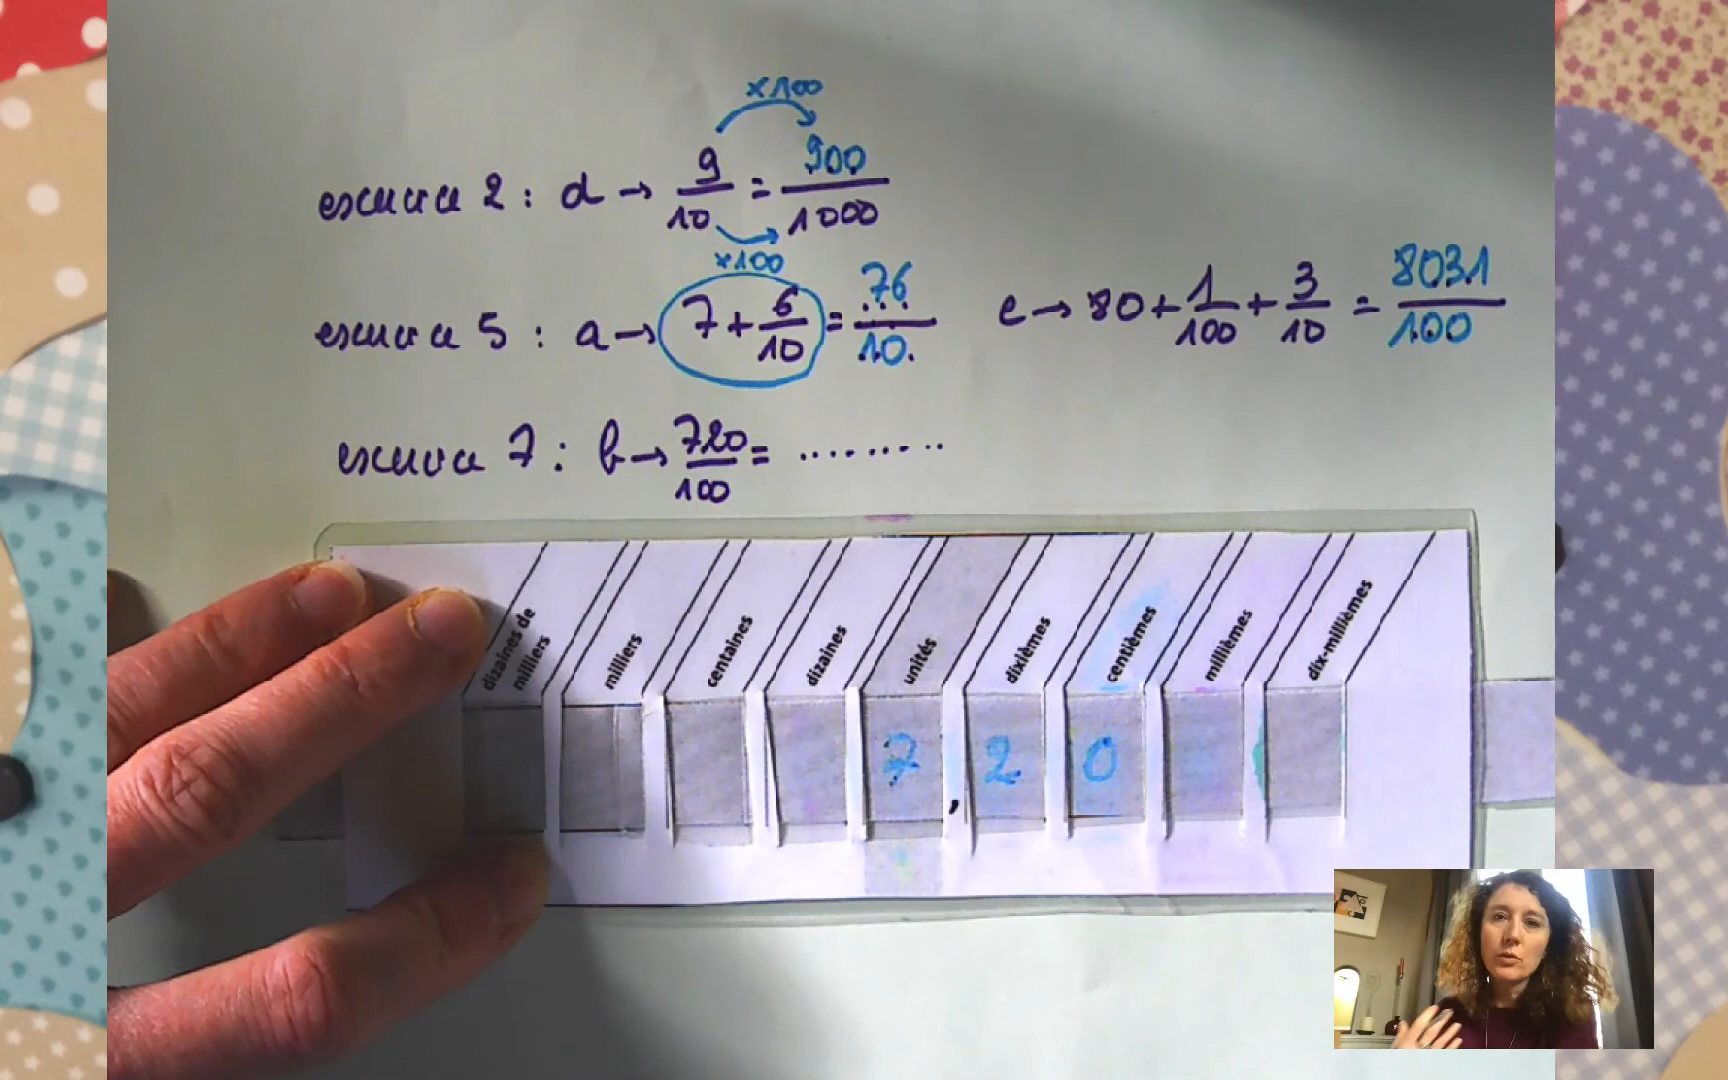 x100
exercice 2 : d → 9/10 = 900/1000
x100
exercice 5 : a → 7 + 6/10 = 76/10
e → 80 + 1/100 + 3/10 = 8031/100
exercice 7 : b → 720/100 = .........
dizaines de milliers
milliers
centaines
dizaines
unités
dixièmes
centièmes
millièmes
dix-millièmes
7 , 2 0